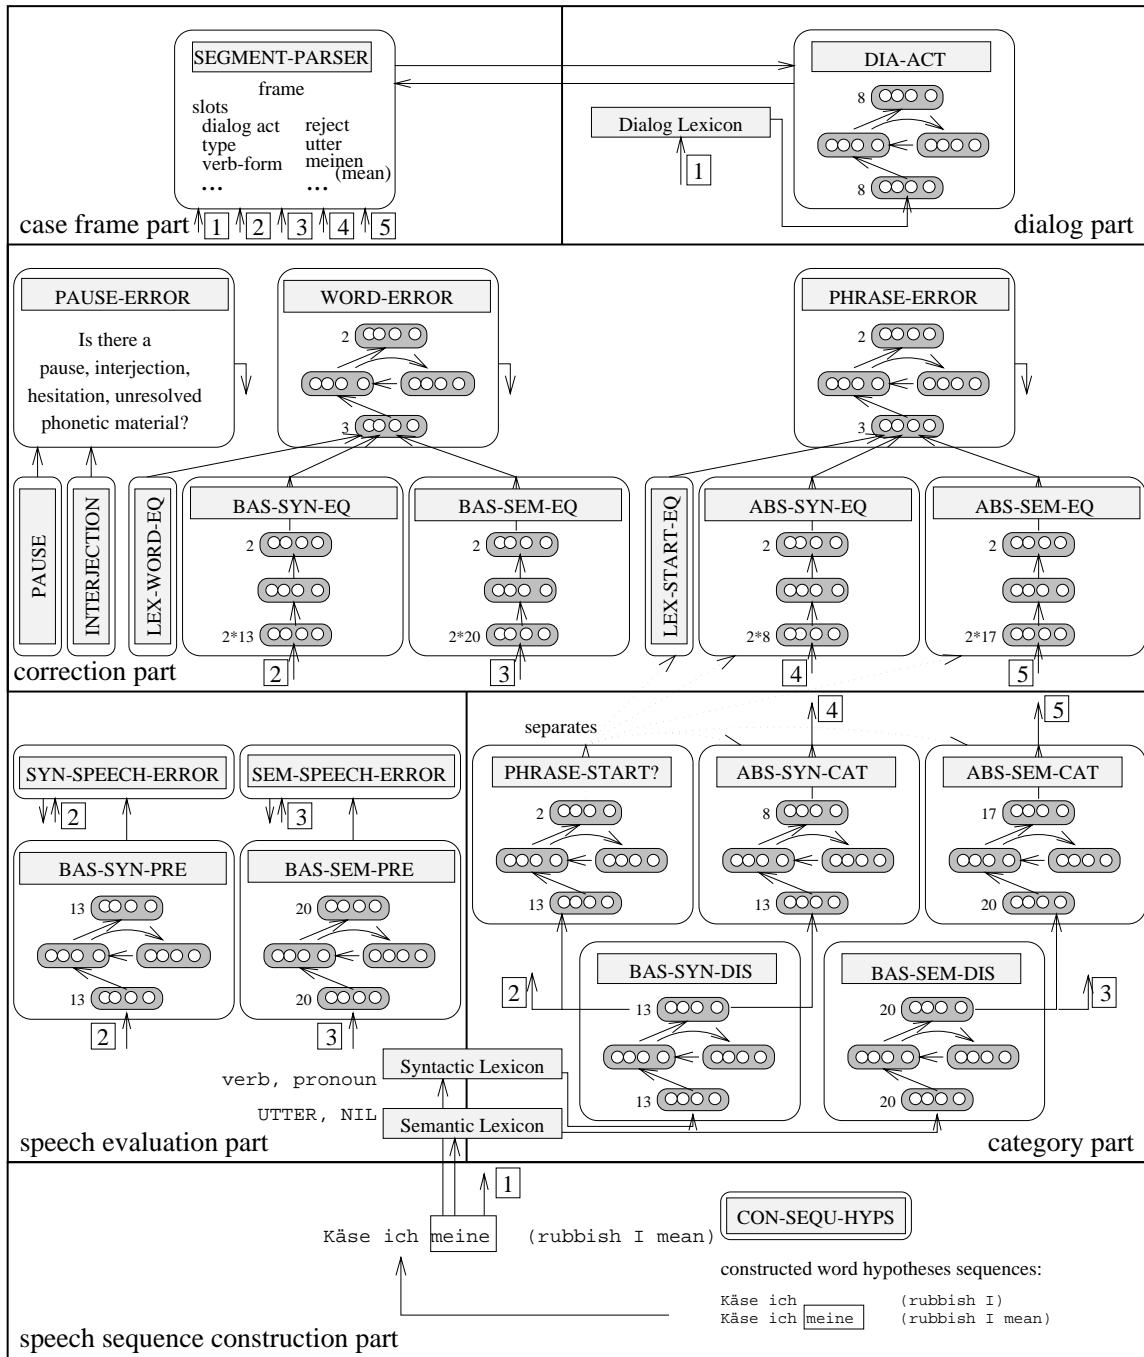 SEGMENT-PARSER
frame
slots
dialog act reject
type utter
verb-form meinen
(mean)
... ...
1 2 3 4 5
case frame part
DIA-ACT
8
Dialog Lexicon
1
8
dialog part
PAUSE-ERROR
Is there a
pause, interjection,
hesitation, unresolved
phonetic material?
WORD-ERROR
2
3
PHRASE-ERROR
2
3
PAUSE
INTERJECTION
LEX-WORD-EQ
BAS-SYN-EQ
2
2*13
2
BAS-SEM-EQ
2
2*20
3
LEX-START-EQ
ABS-SYN-EQ
2
2*8
4
ABS-SEM-EQ
2
2*17
5
correction part
SYN-SPEECH-ERROR
2
SEM-SPEECH-ERROR
3
BAS-SYN-PRE
13
13
2
BAS-SEM-PRE
20
20
3
speech evaluation part
separates
4
5
PHRASE-START?
2
13
ABS-SYN-CAT
8
13
ABS-SEM-CAT
17
20
2
BAS-SYN-DIS
13
13
BAS-SEM-DIS
20
20
3
verb, pronoun
Syntactic Lexicon
UTTER, NIL
Semantic Lexicon
category part
1
Käse ich meine (rubbish I mean)
CON-SEQU-HYPS
constructed word hypotheses sequences:
Käse ich (rubbish I)
Käse ich meine (rubbish I mean)
speech sequence construction part